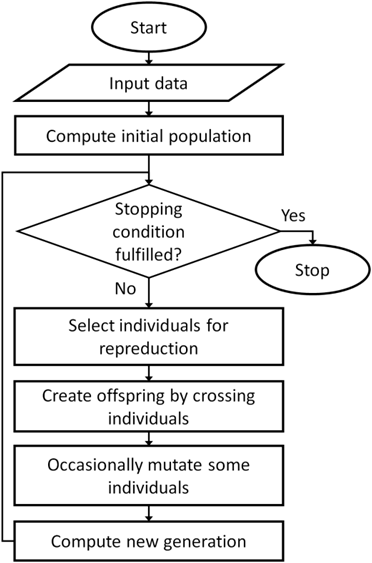 Start
Input data
Compute initial population
Stopping
condition
fulfilled?
Yes
Stop
No
Select individuals for
repreduction
Create offspring by crossing
individuals
Occasionally mutate some
individuals
Compute new generation